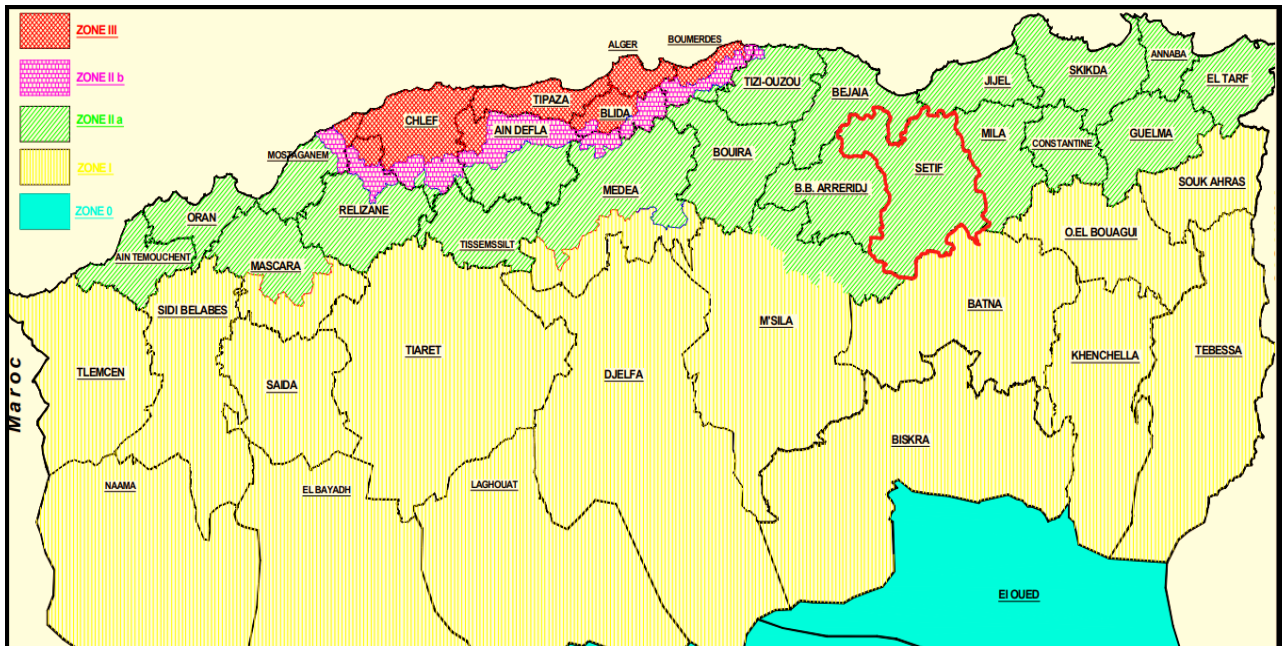 ZONE III
ZONE II b
ZONE II a
ZONE I
ZONE 0
ALGER
BOUMERDES
TIZI-OUZOU
BEJAIA
JIJEL
SKIKDA
ANNABA
EL TARF
CHLEF
TIPAZA
BLIDA
AIN DEFLA
MOSTAGANEM
BOUIRA
SETIF
MILA
CONSTANTINE
GUELMA
RELIZANE
MEDEA
B.B. ARRERIDJ
SOUK AHRAS
ORAN
AIN TEMOUCHENT
MASCARA
TISSEMSSILT
O.EL BOUAGUI
SIDI BELABES
M'SILA
BATNA
TLEMCEN
SAIDA
TIARET
DJELFA
KHENCHELLA
TEBESSA
Maroc
BISKRA
NAAMA
EL BAYADH
LAGHOUAT
El OUED